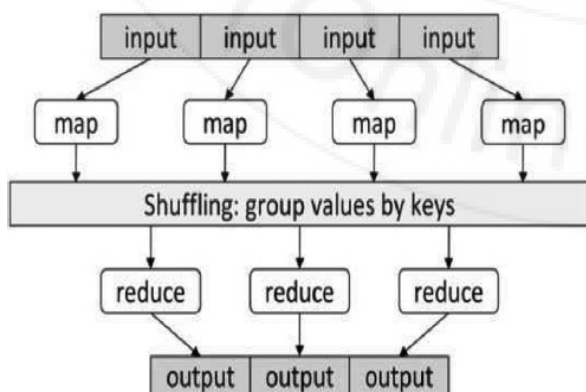 input input input input
map map map map
Shuffling: group values by keys
reduce reduce reduce
output output output